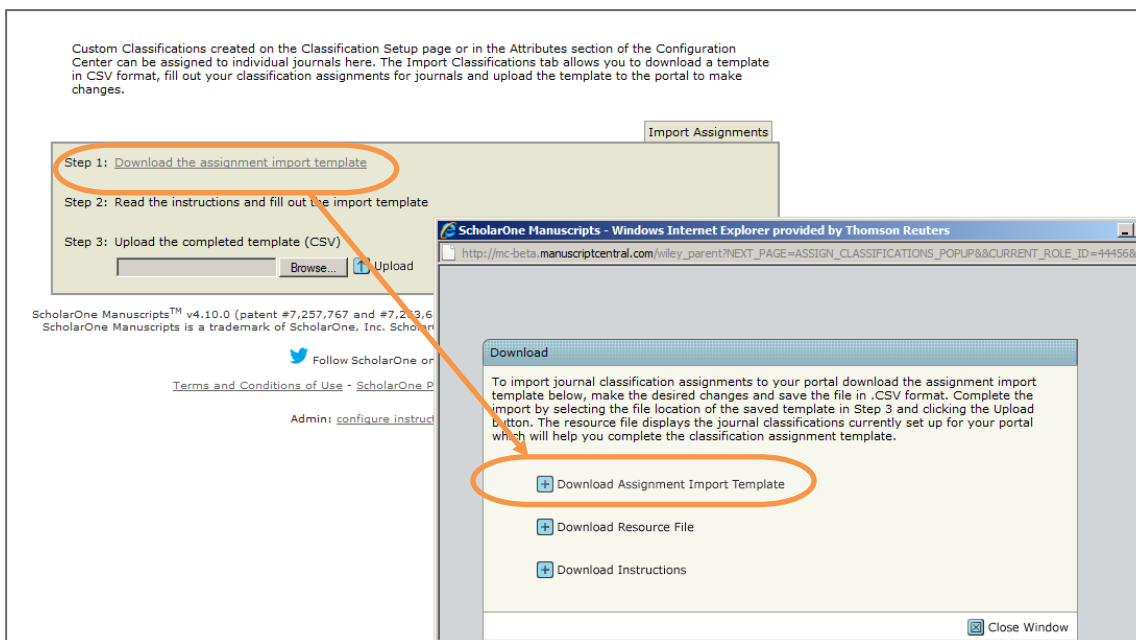 Custom Classifications created on the Classification Setup page or in the Attributes section of the Configuration
Center can be assigned to individual journals here. The Import Classifications tab allows you to download a template
in CSV format, fill out your classification assignments for journals and upload the template to the portal to make
changes.
Import Assignments
Step 1: Download the assignment import template
Step 2: Read the instructions and fill out the import template
Step 3: Upload the completed template (CSV)
Browse... Upload
ScholarOne Manuscripts™ v4.10.0 (patent #7,257,767 and
ScholarOne Manuscripts is a trademark of ScholarOne, Inc.
Follow ScholarOne on
Terms and Conditions of Use - ScholarOne P
Admin: configure instruc
ScholarOne Manuscripts - Windows Internet Explorer provided by Thomson Reuters
http://mc-beta.manuscriptcentral.com/wiley_parent?NEXT_PAGE=ASSIGN_CLASSIFICATIONS_POPUP&&CURRENT_ROLE_ID=44456&
Download
To import journal classification assignments to your portal download the assignment import
template below, make the desired changes and save the file in .CSV format. Complete the
import by selecting the file location of the saved template in Step 3 and clicking the Upload
button. The resource file displays the journal classifications currently set up for your portal
which will help you complete the classification assignment template.
Download Assignment Import Template
Download Resource File
Download Instructions
Close Window